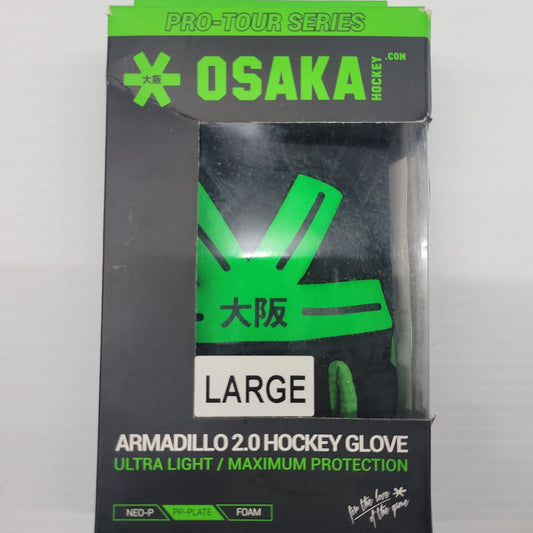 PRO-TOUR SERIES
大阪 OSAKA HOCKEY.COM
大阪
LARGE
ARMADILLO 2.0 HOCKEY GLOVE
ULTRA LIGHT / MAXIMUM PROTECTION
NEO-P PP-PLATE FOAM
for the love
of the game